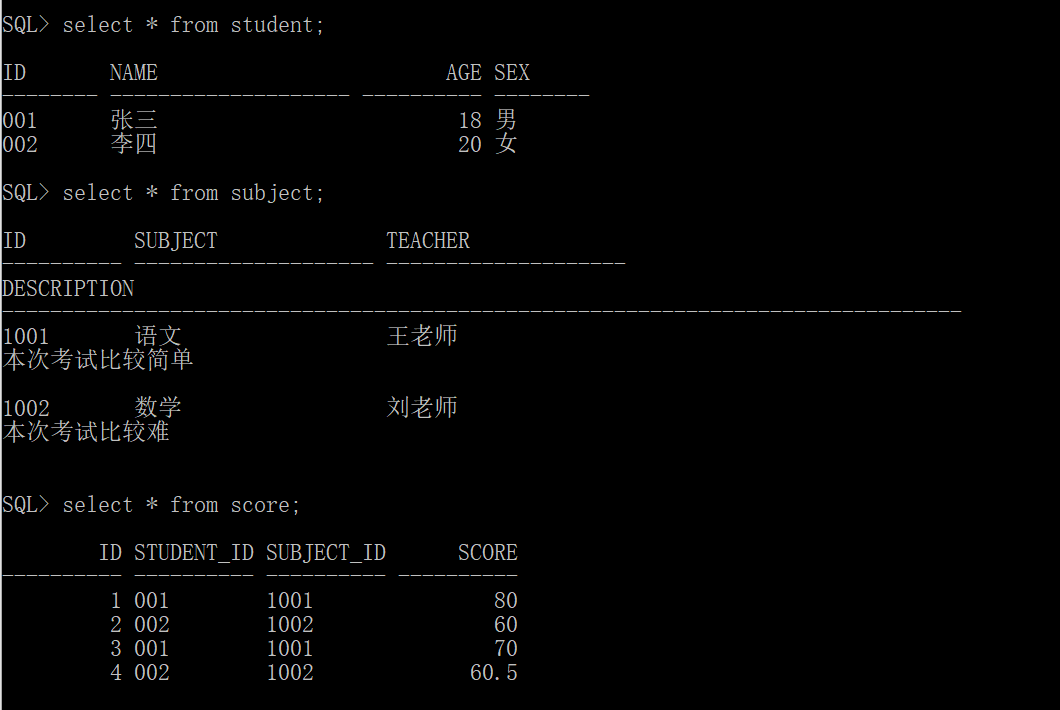 SQL> select * from student;
ID NAME AGE SEX
-------- -------------------- ---------- --------
001 张三 18 男
002 李四 20 女
SQL> select * from subject;
ID SUBJECT TEACHER
---------- -------------------- --------------------
DESCRIPTION
--------------------------------------------------------------------------------
1001 语文 王老师
本次考试比较简单
1002 数学 刘老师
本次考试比较难
SQL> select * from score;
ID STUDENT_ID SUBJECT_ID SCORE
---------- ---------- ---------- ----------
1 001 1001 80
2 002 1002 60
3 001 1001 70
4 002 1002 60.5